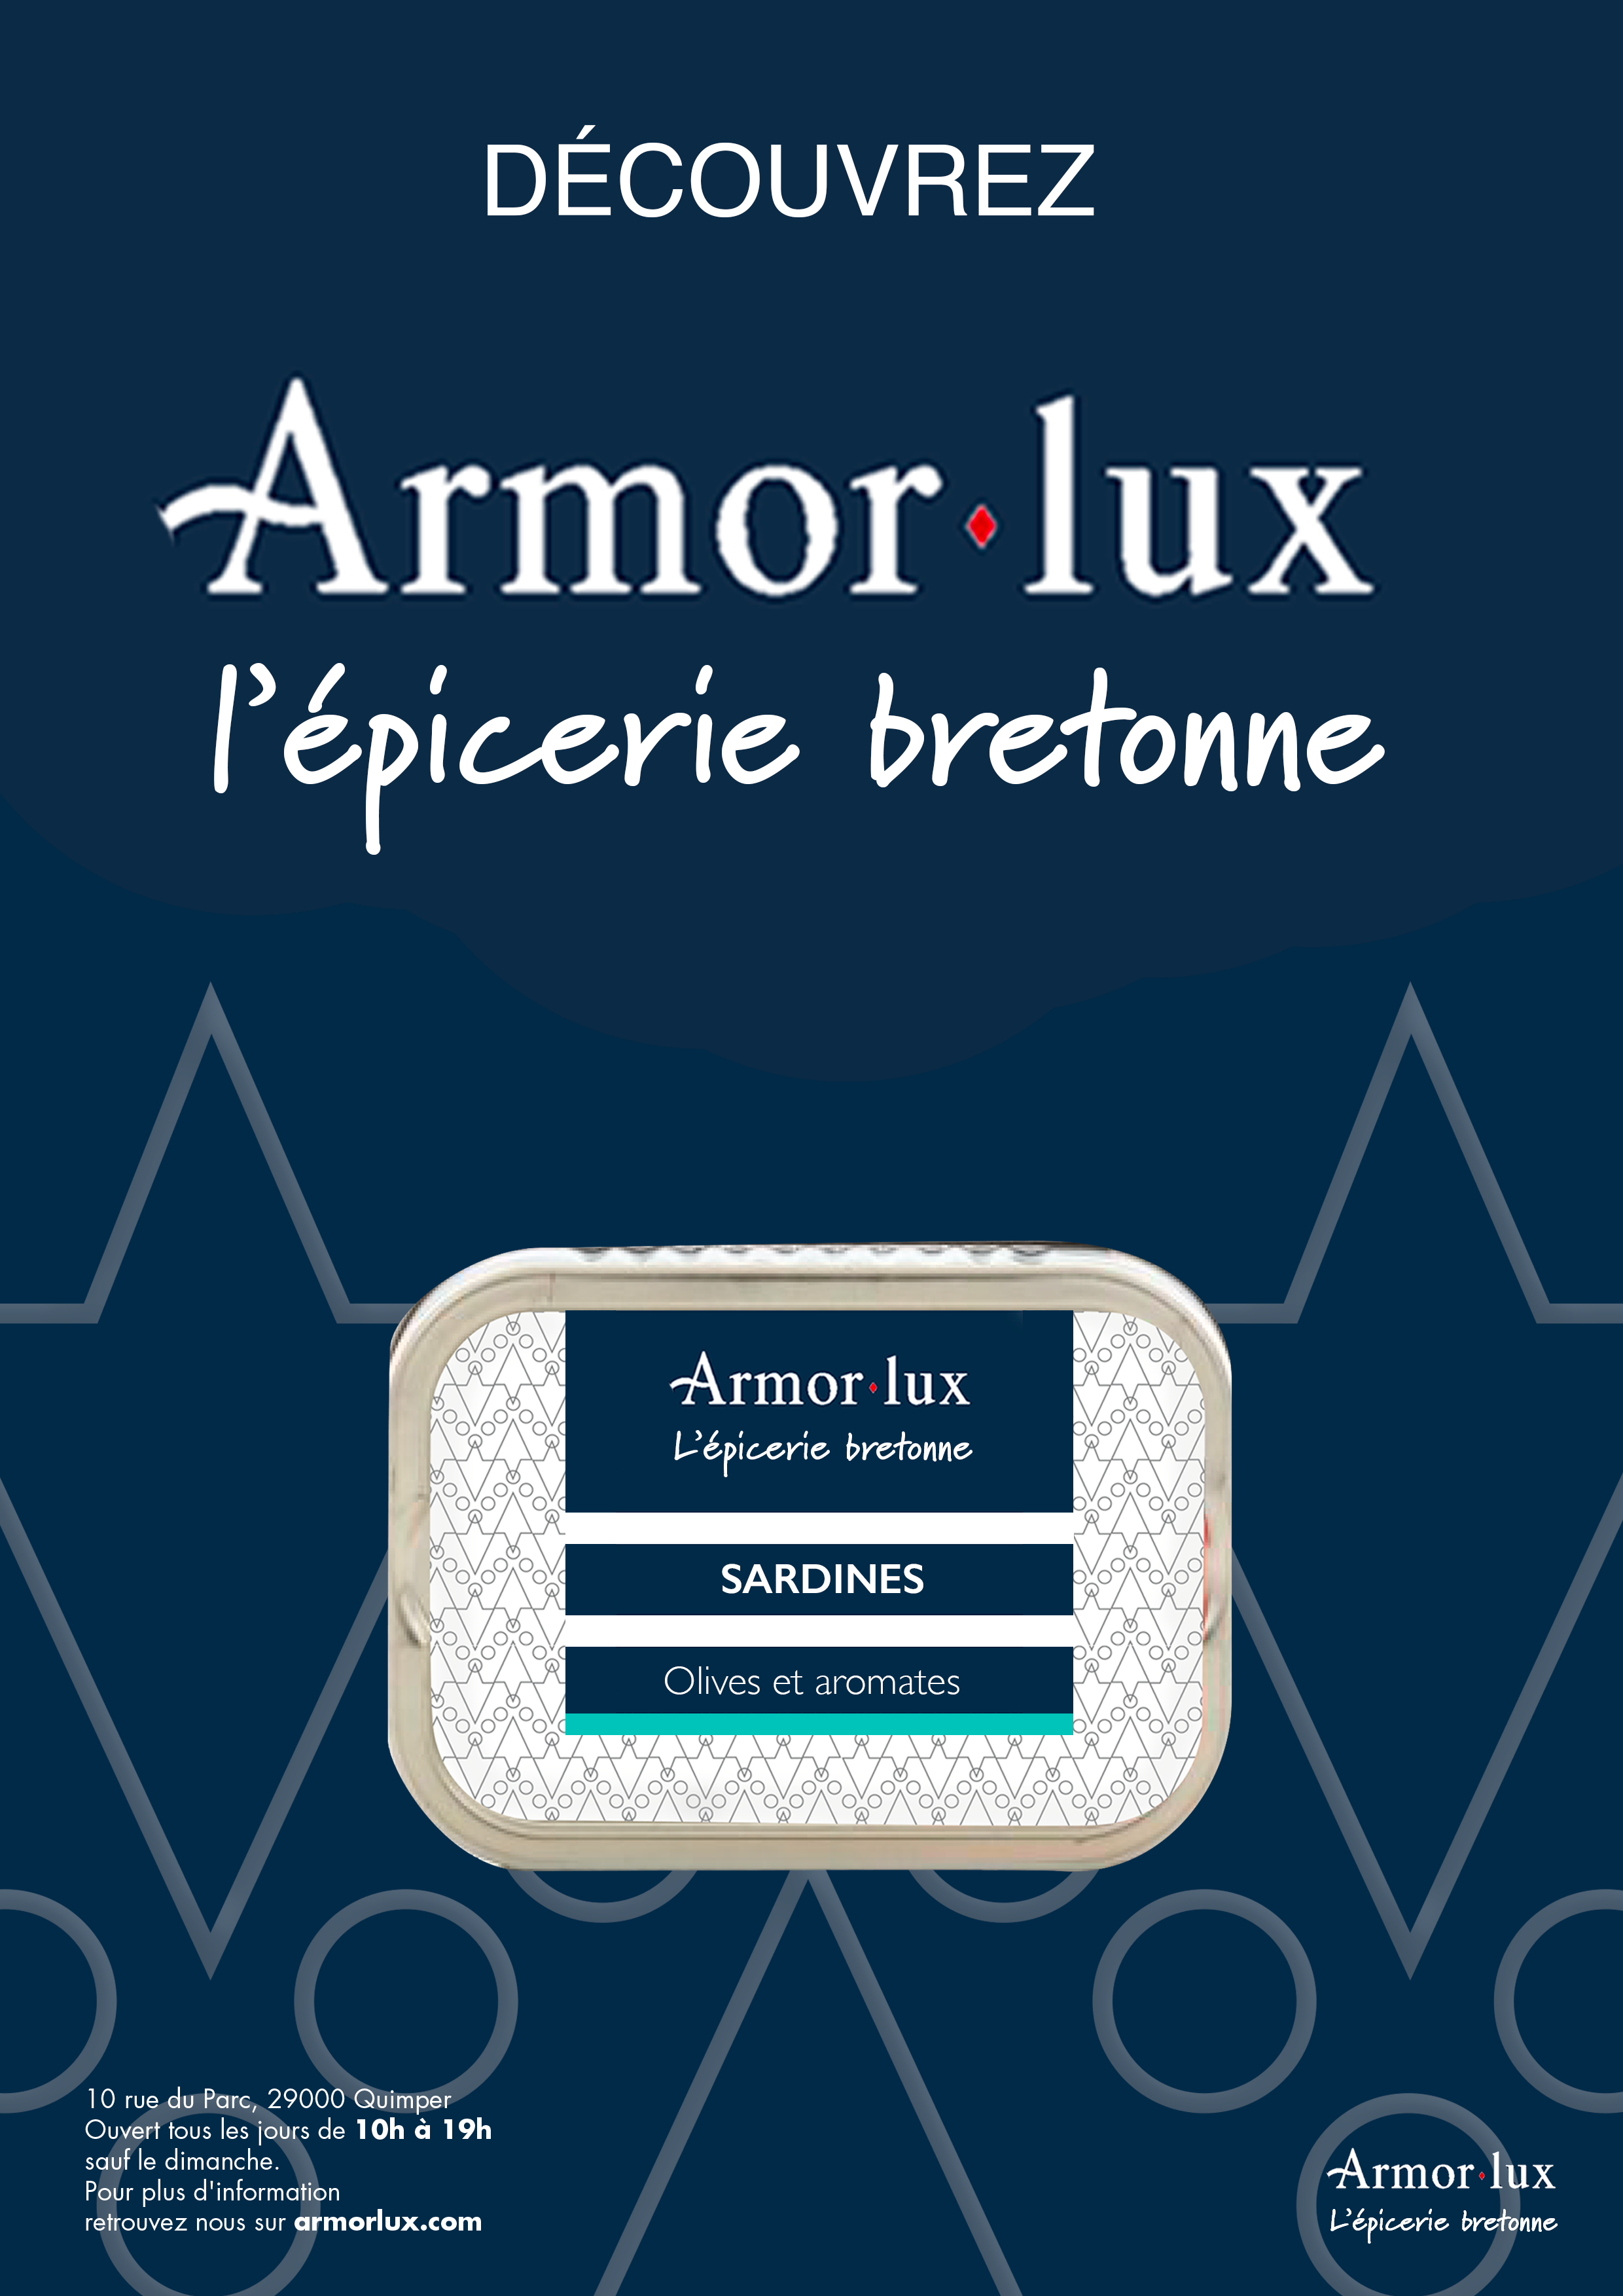 DÉCOUVREZ
Armor·lux
l'épicerie bretonne
Armor·lux
L'épicerie bretonne
SARDINES
Olives et aromates
10 rue du Parc, 29000 Quimper
Ouvert tous les jours de 10h à 19h
sauf le dimanche.
Pour plus d'information
retrouvez nous sur armorlux.com
Armor·lux
L'épicerie bretonne